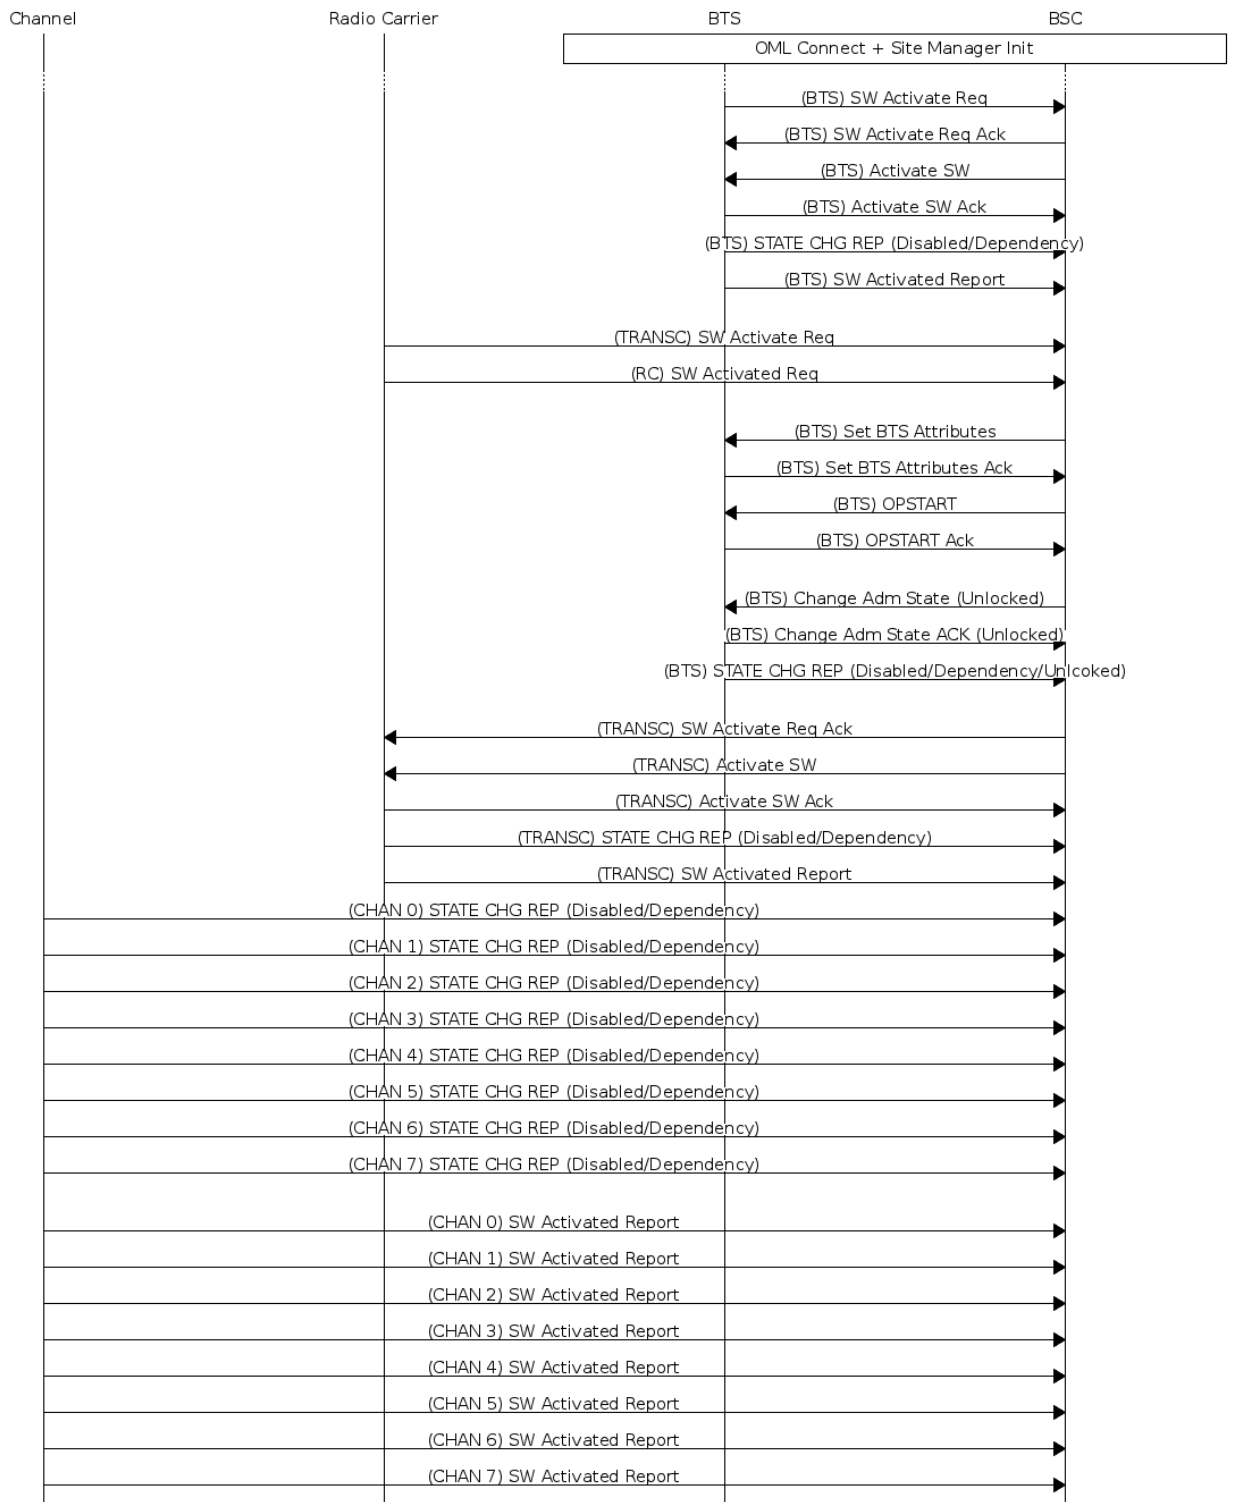 Channel Radio Carrier BTS BSC
OML Connect + Site Manager Init
(BTS) SW Activate Req
(BTS) SW Activate Req Ack
(BTS) Activate SW
(BTS) Activate SW Ack
(BTS) STATE CHG REP (Disabled/Dependency)
(BTS) SW Activated Report
(TRANSC) SW Activate Req
(RC) SW Activated Req
(BTS) Set BTS Attributes
(BTS) Set BTS Attributes Ack
(BTS) OPSTART
(BTS) OPSTART Ack
(BTS) Change Adm State (Unlocked)
(BTS) Change Adm State ACK (Unlocked)
(BTS) STATE CHG REP (Disabled/Dependency/Unlcoked)
(TRANSC) SW Activate Req Ack
(TRANSC) Activate SW
(TRANSC) Activate SW Ack
(TRANSC) STATE CHG REP (Disabled/Dependency)
(TRANSC) SW Activated Report
(CHAN 0) STATE CHG REP (Disabled/Dependency)
(CHAN 1) STATE CHG REP (Disabled/Dependency)
(CHAN 2) STATE CHG REP (Disabled/Dependency)
(CHAN 3) STATE CHG REP (Disabled/Dependency)
(CHAN 4) STATE CHG REP (Disabled/Dependency)
(CHAN 5) STATE CHG REP (Disabled/Dependency)
(CHAN 6) STATE CHG REP (Disabled/Dependency)
(CHAN 7) STATE CHG REP (Disabled/Dependency)
(CHAN 0) SW Activated Report
(CHAN 1) SW Activated Report
(CHAN 2) SW Activated Report
(CHAN 3) SW Activated Report
(CHAN 4) SW Activated Report
(CHAN 5) SW Activated Report
(CHAN 6) SW Activated Report
(CHAN 7) SW Activated Report